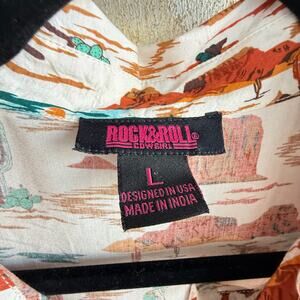 ROCK&ROLL®
COWGIRL
L
DESIGNED IN USA
MADE IN INDIA